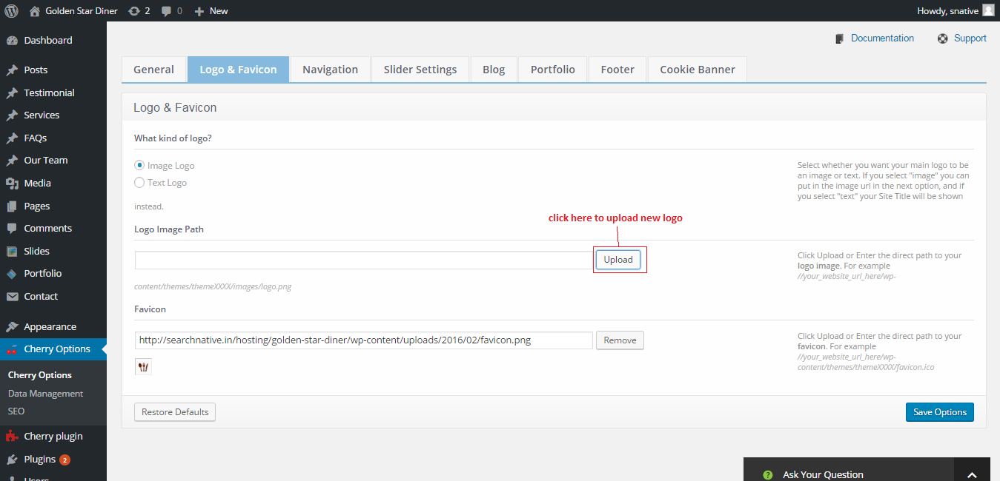 Golden Star Diner 2 0 New
Howdy, snative
Dashboard
Posts
Testimonial
Services
FAQs
Our Team
Media
Pages
Comments
Slides
Portfolio
Contact
Appearance
Cherry Options
Cherry Options
Data Management
SEO
Cherry plugin
Plugins 2
Users
Documentation Support
General Logo & Favicon Navigation Slider Settings Blog Portfolio Footer Cookie Banner
Logo & Favicon
What kind of logo?
Image Logo
Text Logo
instead.
Select whether you want your main logo to be
an image or text. If you select "image" you can
put in the image url in the next option, and if
you select "text" your Site Title will be shown
click here to upload new logo
Logo Image Path
Upload
content/themes/themeXXXX/images/logo.png
Click Upload or Enter the direct path to your
logo image. For example
//your_website_url_here/wp-
Favicon
http://searchnative.in/hosting/golden-star-diner/wp-content/uploads/2016/02/favicon.png
Remove
Click Upload or Enter the direct path to your
favicon. For example
//your_website_url_here/wp-
content/themes/themeXXXX/favicon.ico
Restore Defaults
Save Options
? Ask Your Question